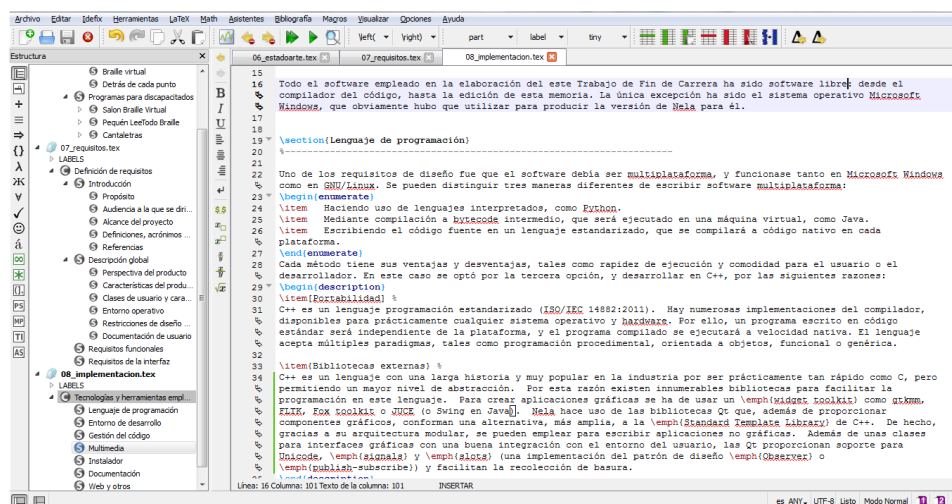 Archivo Editar Idefix Herramientas LaTeX Math Asistentes Bibliografía Macros Visualizar Opciones Ayuda
\left( \right) part label tiny
Estructura
06_estadoarte.tex 07_requisitos.tex 08_implementacion.tex
Braille virtual
Detrás de cada punto
Programas para discapacitados
Salon Braille Virtual
Pequén LeeTodo Braille
Cantaletras
07_requisitos.tex
LABELS
Definición de requisitos
Introducción
Propósito
Audiencia a la que se diri...
Alcance del proyecto
Definiciones, acrónimos ...
Referencias
Descripción global
Perspectiva del producto
Características del produ...
Clases de usuario y cara...
Entorno operativo
Restricciones de diseño ...
Documentación de usuario
Requisitos funcionales
Requisitos de la interfaz
08_implementacion.tex
LABELS
Tecnologías y herramientas empl...
Lenguaje de programación
Entorno de desarrollo
Gestión del código
Multimedia
Instalador
Documentación
Web y otros
15
16 Todo el software empleado en la elaboración del este Trabajo de Fin de Carrera ha sido software libre: desde el
compilador del código, hasta la edición de esta memoria. La única excepción ha sido el sistema operativo Microsoft
Windows, que obviamente hubo que utilizar para producir la versión de Nela para él.
17
18
19 \section{Lenguaje de programación}
20 %------------------------------------------------------------------
21
22 Uno de los requisitos de diseño fue que el software debía ser multiplataforma, y funcionase tanto en Microsoft Windows
como en GNU/Linux. Se pueden distinguir tres maneras diferentes de escribir software multiplataforma:
23 \begin{enumerate}
24 \item Haciendo uso de lenguajes interpretados, como Python.
25 \item Mediante compilación a bytecode intermedio, que será ejecutado en una máquina virtual, como Java.
26 \item Escribiendo el código fuente en un lenguaje estandarizado, que se compilará a código nativo en cada
plataforma.
27 \end{enumerate}
28 Cada método tiene sus ventajas y desventajas, tales como rapidez de ejecución y comodidad para el usuario o el
desarrollador. En este caso se optó por la tercera opción, y desarrollar en C++, por las siguientes razones:
29 \begin{description}
30 \item[Portabilidad] %
31 C++ es un lenguaje programación estandarizado (ISO/IEC 14882:2011). Hay numerosas implementaciones del compilador,
disponibles para prácticamente cualquier sistema operativo y hardware. Por ello, un programa escrito en código
estándar será independiente de la plataforma, y el programa compilado se ejecutará a velocidad nativa. El lenguaje
acepta múltiples paradigmas, tales como programación procedimental, orientada a objetos, funcional o genérica.
32
33 \item{Bibliotecas externas} %
34 C++ es un lenguaje con una larga historia y muy popular en la industria por ser prácticamente tan rápido como C, pero
permitiendo un mayor nivel de abstracción. Por esta razón existen innumerables bibliotecas para facilitar la
programación en este lenguaje. Para crear aplicaciones gráficas se ha de usar un \emph{widget toolkit} como gtkmm,
FLTK, Fox toolkit o JUCE (o Swing en Java). Nela hace uso de las bibliotecas Qt que, además de proporcionar
componentes gráficos, conforman una alternativa, más amplia, a la \emph{Standard Template Library} de C++. De hecho,
gracias a su arquitectura modular, se pueden emplear para escribir aplicaciones no gráficas. Además de unas clases
para interfaces gráficas con una buena integración con el entorno del usuario, las Qt proporcionan soporte para
Unicode, \emph{signals} y \emph{slots} (una implementación del patrón de diseño \emph{Observer} o
\emph{publish-subscribe}) y facilitan la recolección de basura.
35 \end{description}
Línea: 16 Columna: 101 Texto de la columna: 101 INSERTAR
es_ANY UTF-8 Listo Modo Normal 1 2